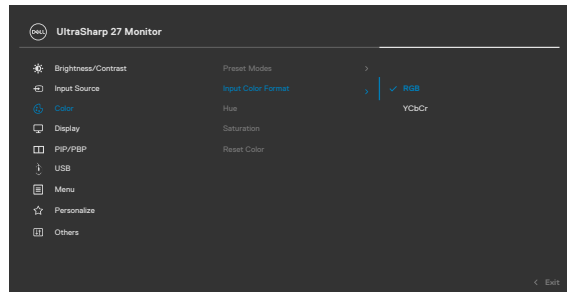 DELL UltraSharp 27 Monitor
Brightness/Contrast Preset Modes
Input Source Input Color Format RGB
Color Hue YCbCr
Display Saturation
PIP/PBP Reset Color
USB
Menu
Personalize
Others
Exit